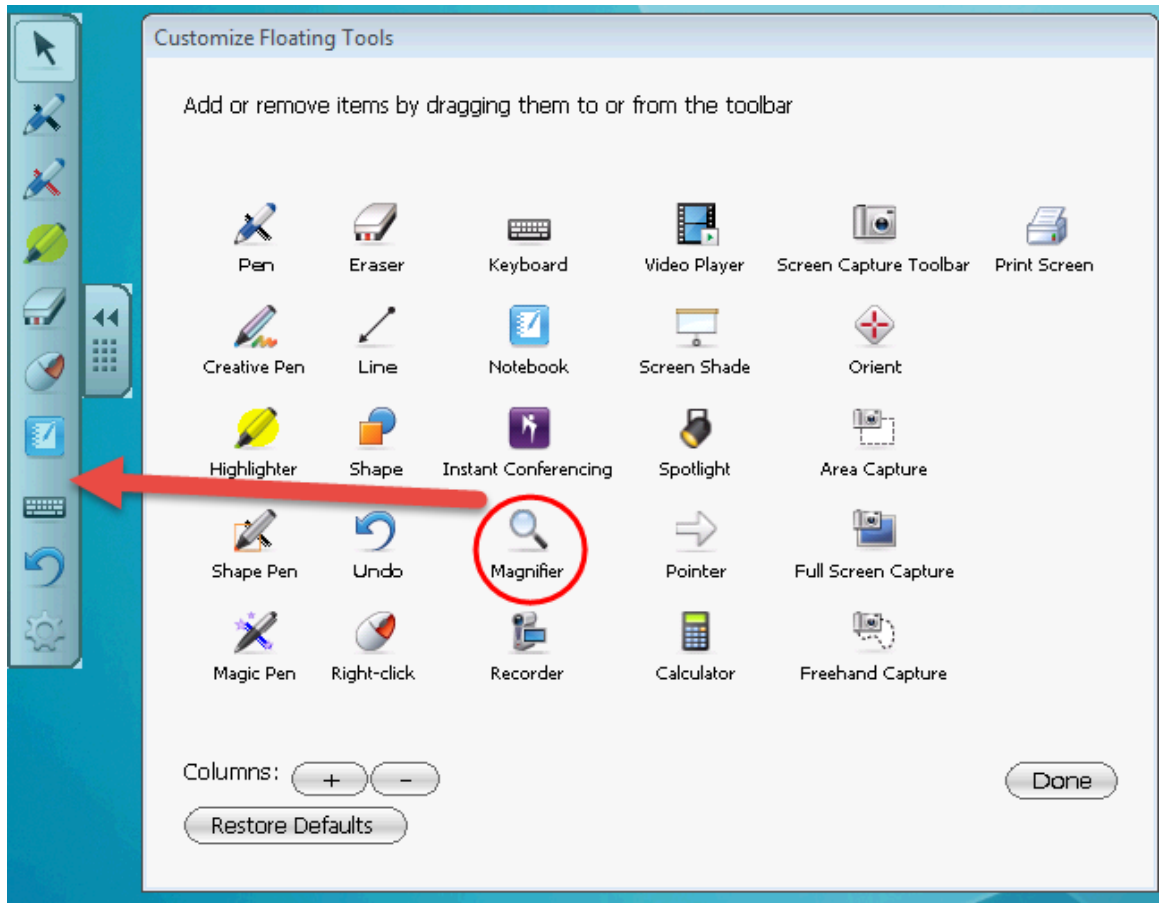 Customize Floating Tools
Add or remove items by dragging them to or from the toolbar
Pen Eraser Keyboard Video Player Screen Capture Toolbar Print Screen
Creative Pen Line Notebook Screen Shade Orient
Highlighter Shape Instant Conferencing Spotlight Area Capture
Shape Pen Undo Magnifier Pointer Full Screen Capture
Magic Pen Right-click Recorder Calculator Freehand Capture
Columns: + -
Done
Restore Defaults